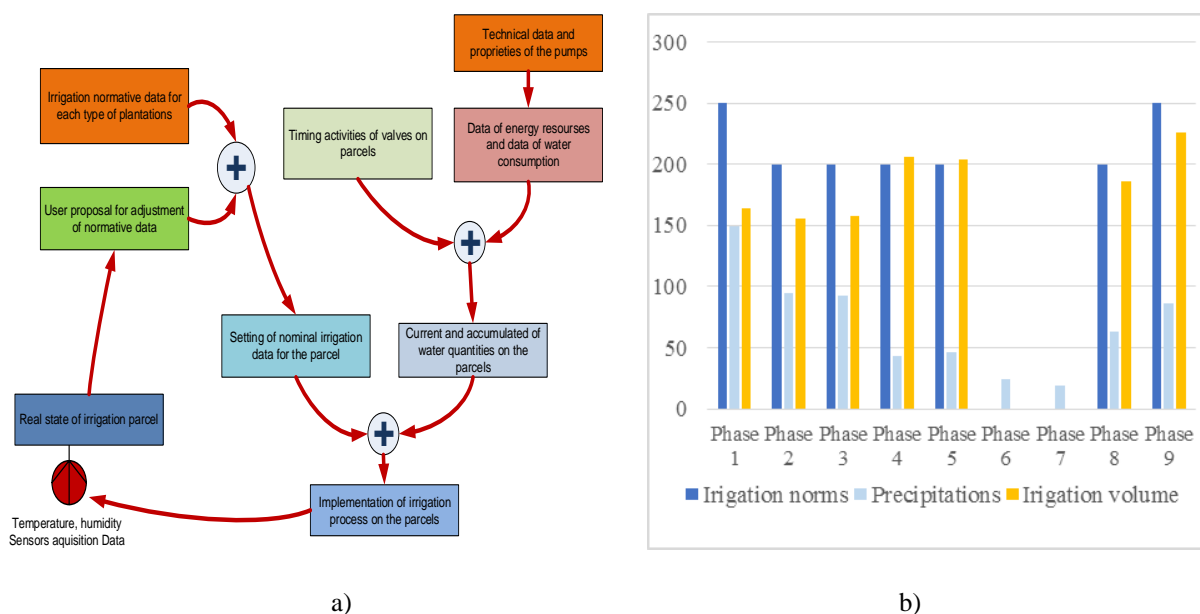 Technical data and
proprieties of the pumps
Irrigation normative data for
each type of plantations
Timing activities of valves on
parcels
Data of energy resourses
and data of water
consumption
User proposal for adjustment
of normative data
Setting of nominal irrigation
data for the parcel
Current and accumulated of
water quantities on the
parcels
Real state of irrigation parcel
Implementation of irrigation
process on the parcels
Temperature, humidity
Sensors aquisition Data
a)
300
250
200
150
100
50
0
Phase Phase Phase Phase Phase Phase Phase Phase Phase
1 2 3 4 5 6 7 8 9
Irigation norms Precipitations Irigation volume
b)